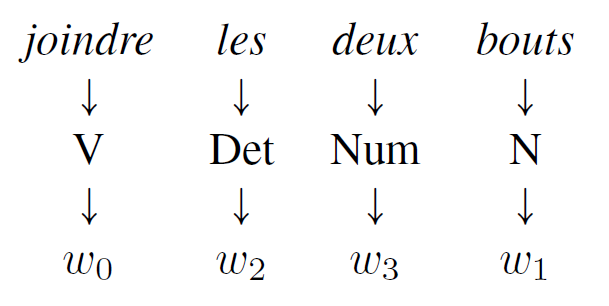 joindre les deux bouts
↓ ↓ ↓ ↓
V Det Num N
↓ ↓ ↓ ↓
w₀ w₂ w₃ w₁